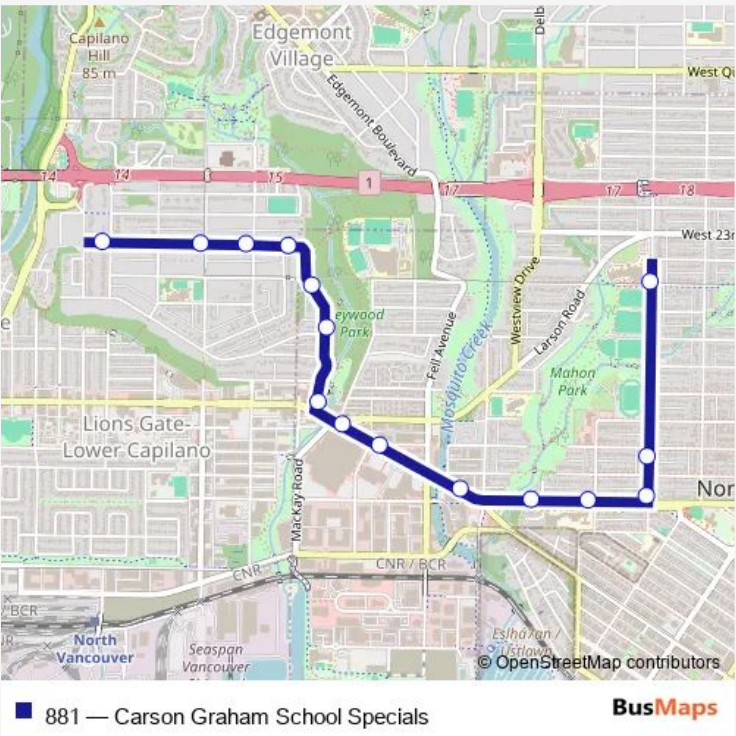 Capilano
Hill
85 m
Edgemont
Village
Delb
West Qu
Edgemont Boulevard
14
14
15
1
17
17
18
West 23r
Westview Drive
Larson Road
eywood
Park
Fell Avenue
Mosquito Creek
Mahon
Park
e
Lions Gate-
Lower Capilano
MacKay Road
Nor
CNR
CNR / BCR
/ BCR
North
Vancouver
Seaspan
Vancouver
Eslhá7an /
Ustlawn
© OpenStreetMap contributors
881 — Carson Graham School Specials
BusMaps